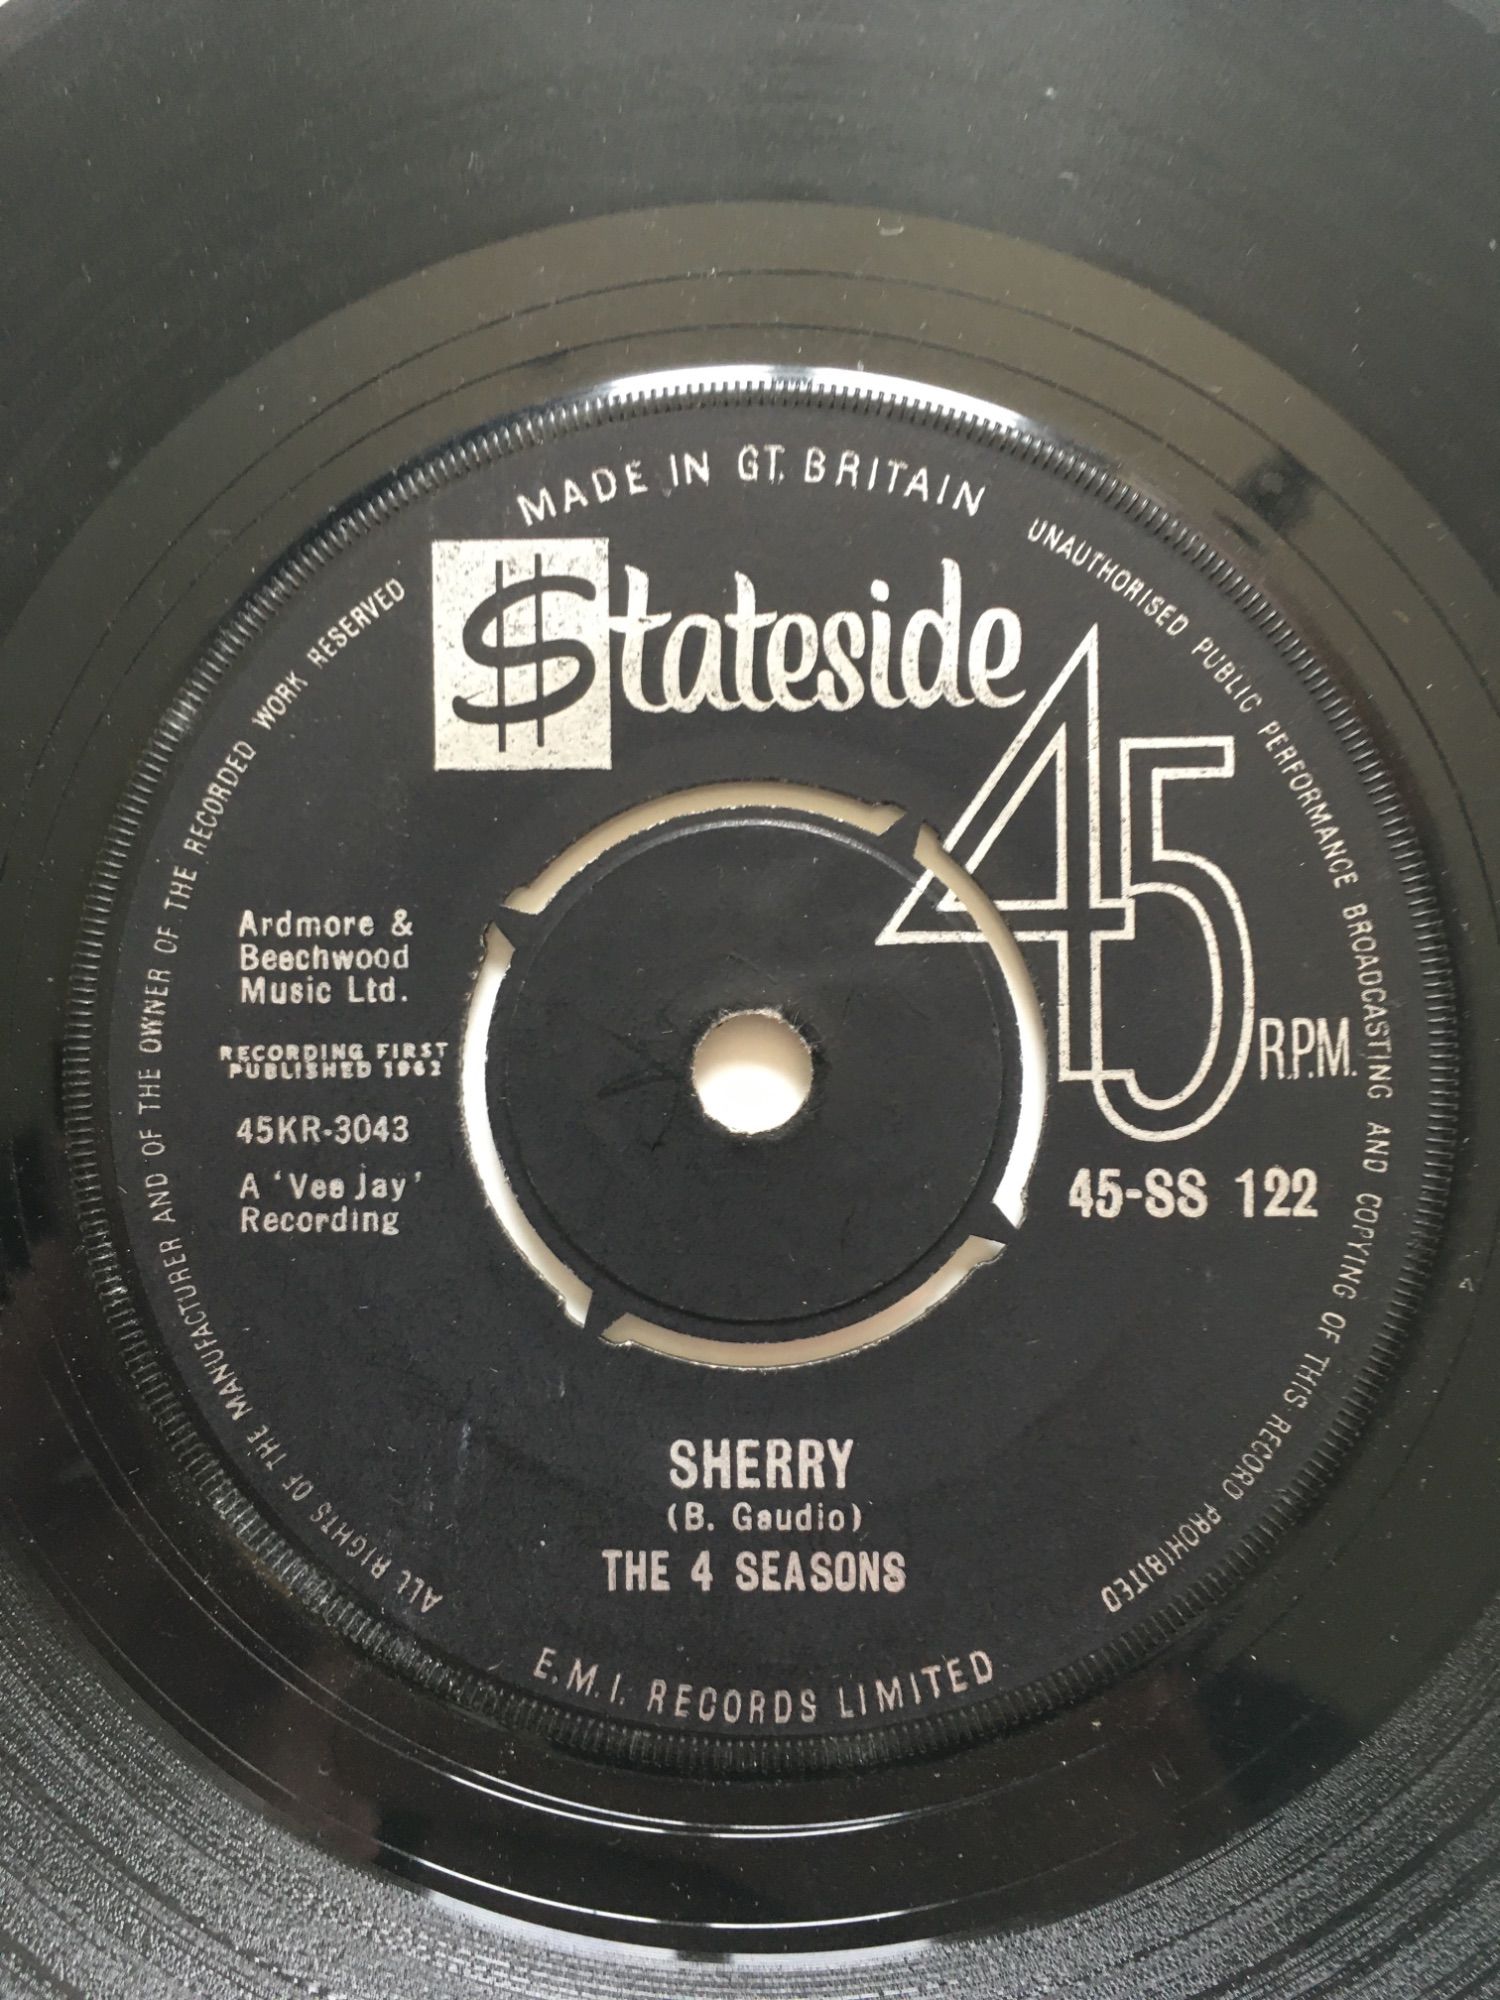 MADE IN GT. BRITAIN
Stateside
45
R.P.M.
UNAUTHORISED PUBLIC PERFORMANCE BROADCASTING AND COPYING OF THIS RECORD PROHIBITED
ALL RIGHTS OF THE MANUFACTURER AND OF THE OWNER OF THE RECORDED WORK RESERVED
Ardmore &
Beechwood
Music Ltd.
RECORDING FIRST
PUBLISHED 1962
45KR-3043
A 'Vee Jay'
Recording
45-SS 122
SHERRY
(B. Gaudio)
THE 4 SEASONS
E.M.I. RECORDS LIMITED